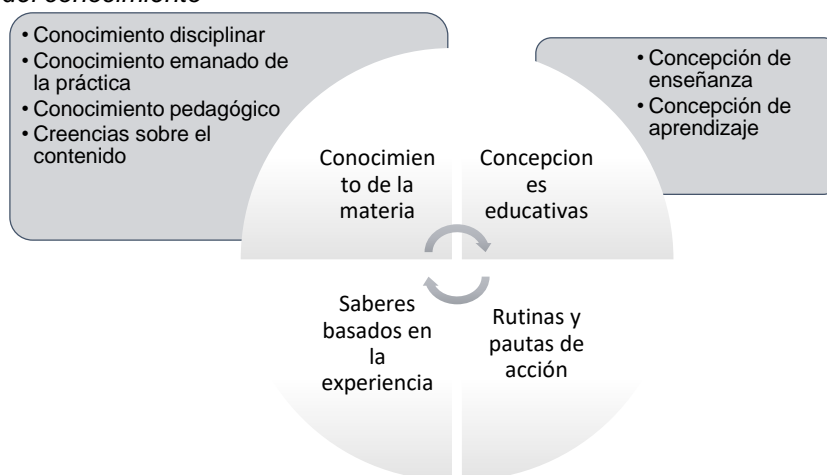 del conocimiento
• Conocimiento disciplinar
• Conocimiento emanado de
la práctica
• Conocimiento pedagógico
• Creencias sobre el
contenido
• Concepción de
enseñanza
• Concepción de
aprendizaje
Conocimien
to de la
materia
Concepcion
es
educativas
Saberes
basados en
la
experiencia
Rutinas y
pautas de
acción